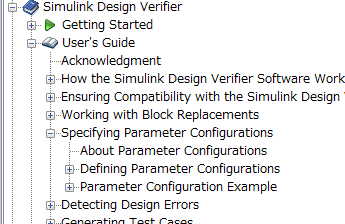 Simulink Design Verifier
Getting Started
User's Guide
Acknowledgment
How the Simulink Design Verifier Software Work
Ensuring Compatibility with the Simulink Design
Working with Block Replacements
Specifying Parameter Configurations
About Parameter Configurations
Defining Parameter Configurations
Parameter Configuration Example
Detecting Design Errors
Generating Test Cases